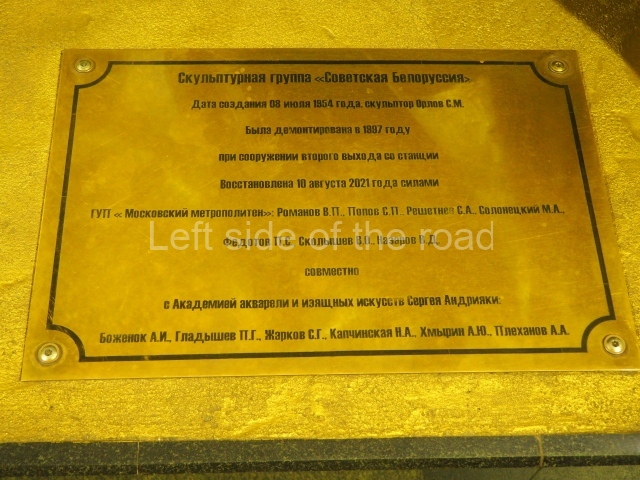 Скульптурная группа «Советская Белоруссия»
Дата создания 08 июля 1954 года, скульптор Орлов С.М.
Была демонтирована в 1997 году
при сооружении второго выхода со станции
Восстановлена 10 августа 2021 года силами
ГУП « Московский метрополитен»: Романов В.П., Попов С.П., Решетнев С.А., Солонецкий М.А.,
Федотов П.С., Скопышев В.П., Назаров В.Д.,
Left side of the road
совместно
с Академией акварели и изящных искусств Сергея Андрияки:
Боженок А.И., Гладышев П.Г., Жарков С.Г., Капчинская Н.А., Хмырин А.Ю., Плеханов А.А.